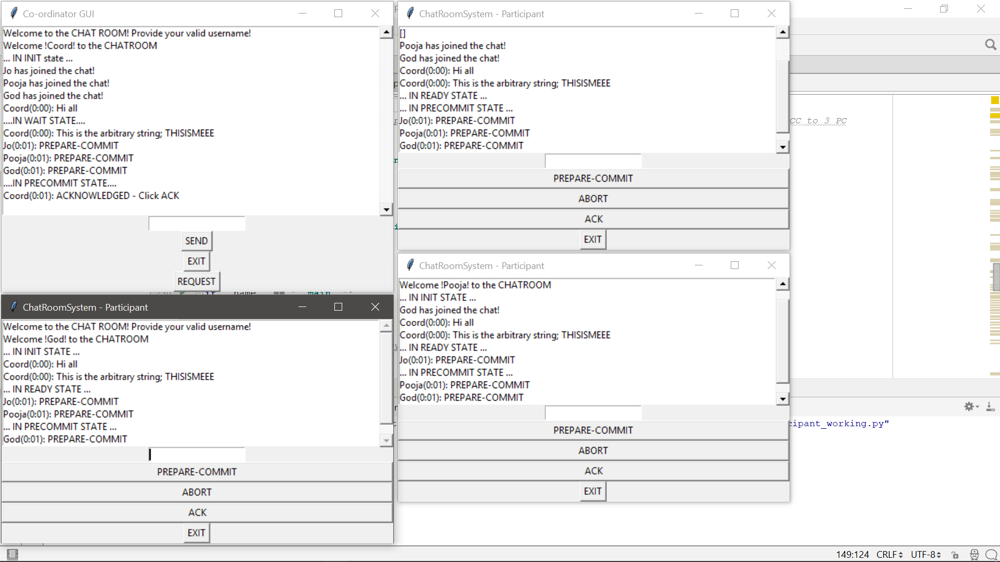 Co-ordinator GUI
Welcome to the CHAT ROOM! Provide your valid username!
Welcome !Coord! to the CHATROOM
... IN INIT state ...
Jo has joined the chat!
Pooja has joined the chat!
God has joined the chat!
Coord(0:00): Hi all
....IN WAIT STATE....
Coord(0:00): This is the arbitrary string; THISISMEEE
Jo(0:01): PREPARE-COMMIT
Pooja(0:01): PREPARE-COMMIT
God(0:01): PREPARE-COMMIT
....IN PRECOMMIT STATE....
Coord(0:01): ACKNOWLEDGED - Click ACK
SEND
EXIT
REQUEST
ChatRoomSystem - Participant
[]
Pooja has joined the chat!
God has joined the chat!
Coord(0:00): Hi all
Coord(0:00): This is the arbitrary string; THISISMEEE
... IN READY STATE ...
... IN PRECOMMIT STATE ...
Jo(0:01): PREPARE-COMMIT
Pooja(0:01): PREPARE-COMMIT
God(0:01): PREPARE-COMMIT
PREPARE-COMMIT
ABORT
ACK
EXIT
ChatRoomSystem - Participant
Welcome to the CHAT ROOM! Provide your valid username!
Welcome !God! to the CHATROOM
... IN INIT STATE ...
Coord(0:00): Hi all
Coord(0:00): This is the arbitrary string; THISISMEEE
... IN READY STATE ...
Jo(0:01): PREPARE-COMMIT
Pooja(0:01): PREPARE-COMMIT
... IN PRECOMMIT STATE ...
God(0:01): PREPARE-COMMIT
PREPARE-COMMIT
ABORT
ACK
EXIT
ChatRoomSystem - Participant
Welcome !Pooja! to the CHATROOM
... IN INIT STATE ...
God has joined the chat!
Coord(0:00): Hi all
Coord(0:00): This is the arbitrary string; THISISMEEE
... IN READY STATE ...
Jo(0:01): PREPARE-COMMIT
... IN PRECOMMIT STATE ...
Pooja(0:01): PREPARE-COMMIT
God(0:01): PREPARE-COMMIT
PREPARE-COMMIT
ABORT
ACK
EXIT
CC to 3 PC
cipant_working.py"
149:124 CRLF UTF-8